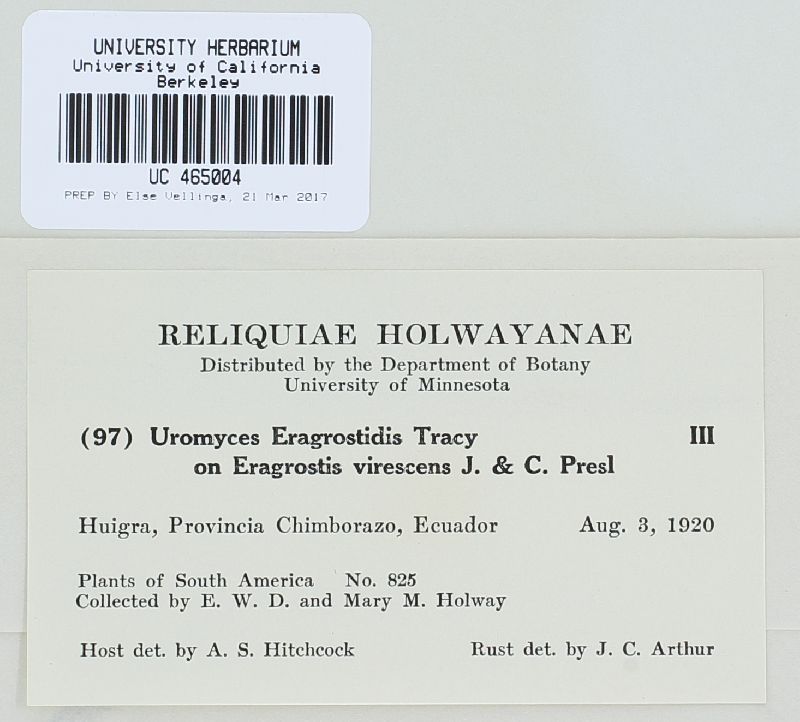 UNIVERSITY HERBARIUM
University of California
Berkeley
UC 465004
PREP BY Else Vellinga, 21 Mar 2017
RELIQUIAE HOLWAYANAE
Distributed by the Department of Botany
University of Minnesota
(97) Uromyces Eragrostidis Tracy III
on Eragrostis virescens J. & C. Presl
Huigra, Provincia Chimborazo, Ecuador Aug. 3, 1920
Plants of South America No. 825
Collected by E. W. D. and Mary M. Holway
Host det. by A. S. Hitchcock Rust det. by J. C. Arthur